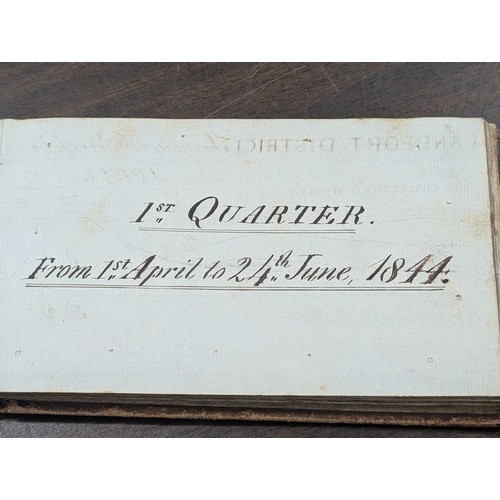 1ST QUARTER.
From 1st April to 24th June, 1844.